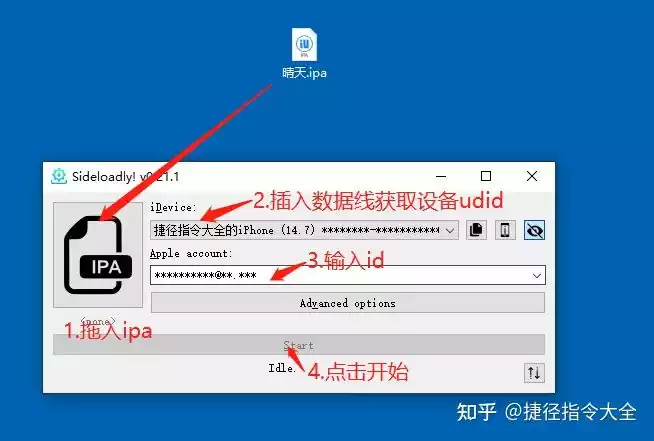 iU
IPA
晴天.ipa
Sideloadly! v0.21.1
iDevice:
2.插入数据线获取设备udid
捷径指令大全的iPhone (14.7) ********-***********
Apple account:
3.输入id
**********@**.***
IPA
Advanced options
<none>
1.拖入ipa
Start
Idle.
4.点击开始
知乎 @捷径指令大全